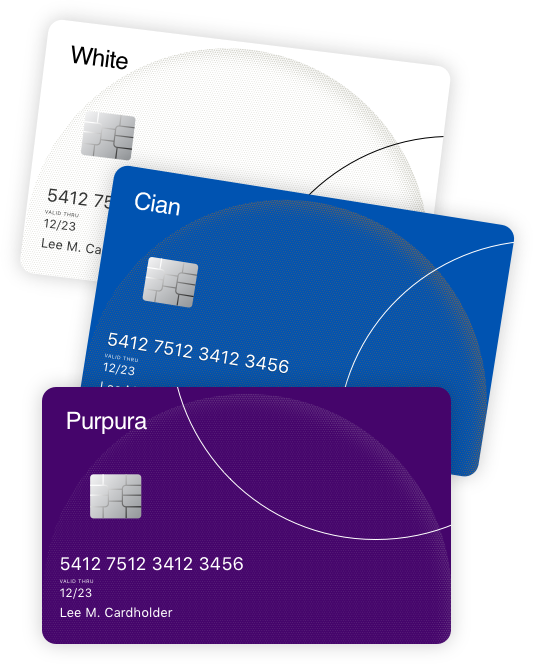 White
5412 75
VALID THRU
12/23
Lee M. Ca
Cian
5412 7512 3412 3456
VALID THRU
12/23
Purpura
5412 7512 3412 3456
VALID THRU
12/23
Lee M. Cardholder